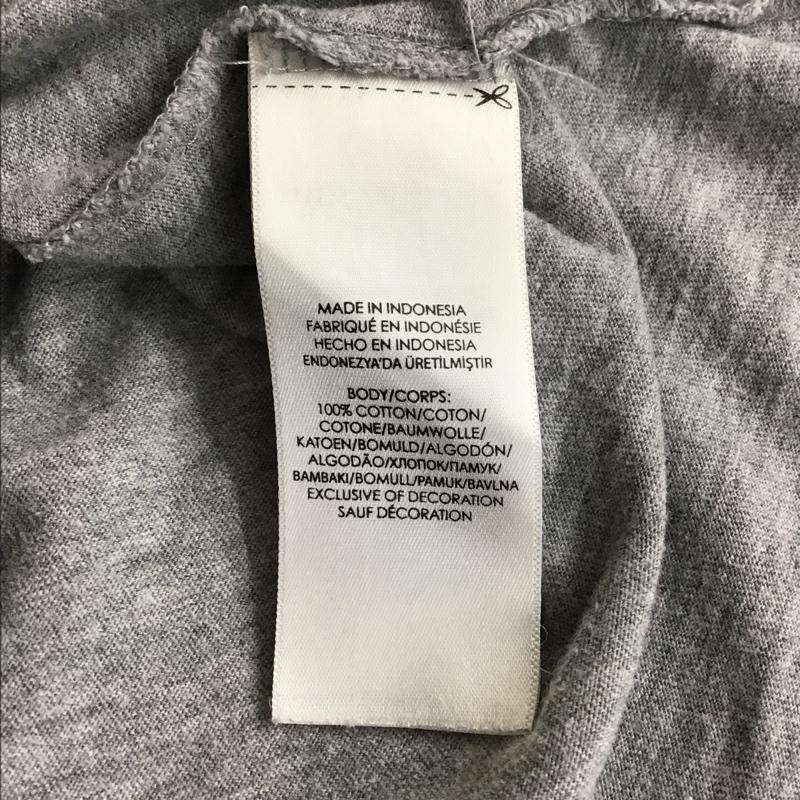 MADE IN INDONESIA
FABRIQUÉ EN INDONÉSIE
HECHO EN INDONESIA
ENDONEZYA'DA ÜRETİLMİŞTİR
BODY/CORPS:
100% COTTON/COTON/
COTONE/BAUMWOLLE/
KATOEN/BOMULD/ALGODÓN/
ALGODÃO/ХЛОПОК/ПАМУК/
BAMBAKI/BOMULL/PAMUK/BAVLNA
EXCLUSIVE OF DECORATION
SAUF DÉCORATION